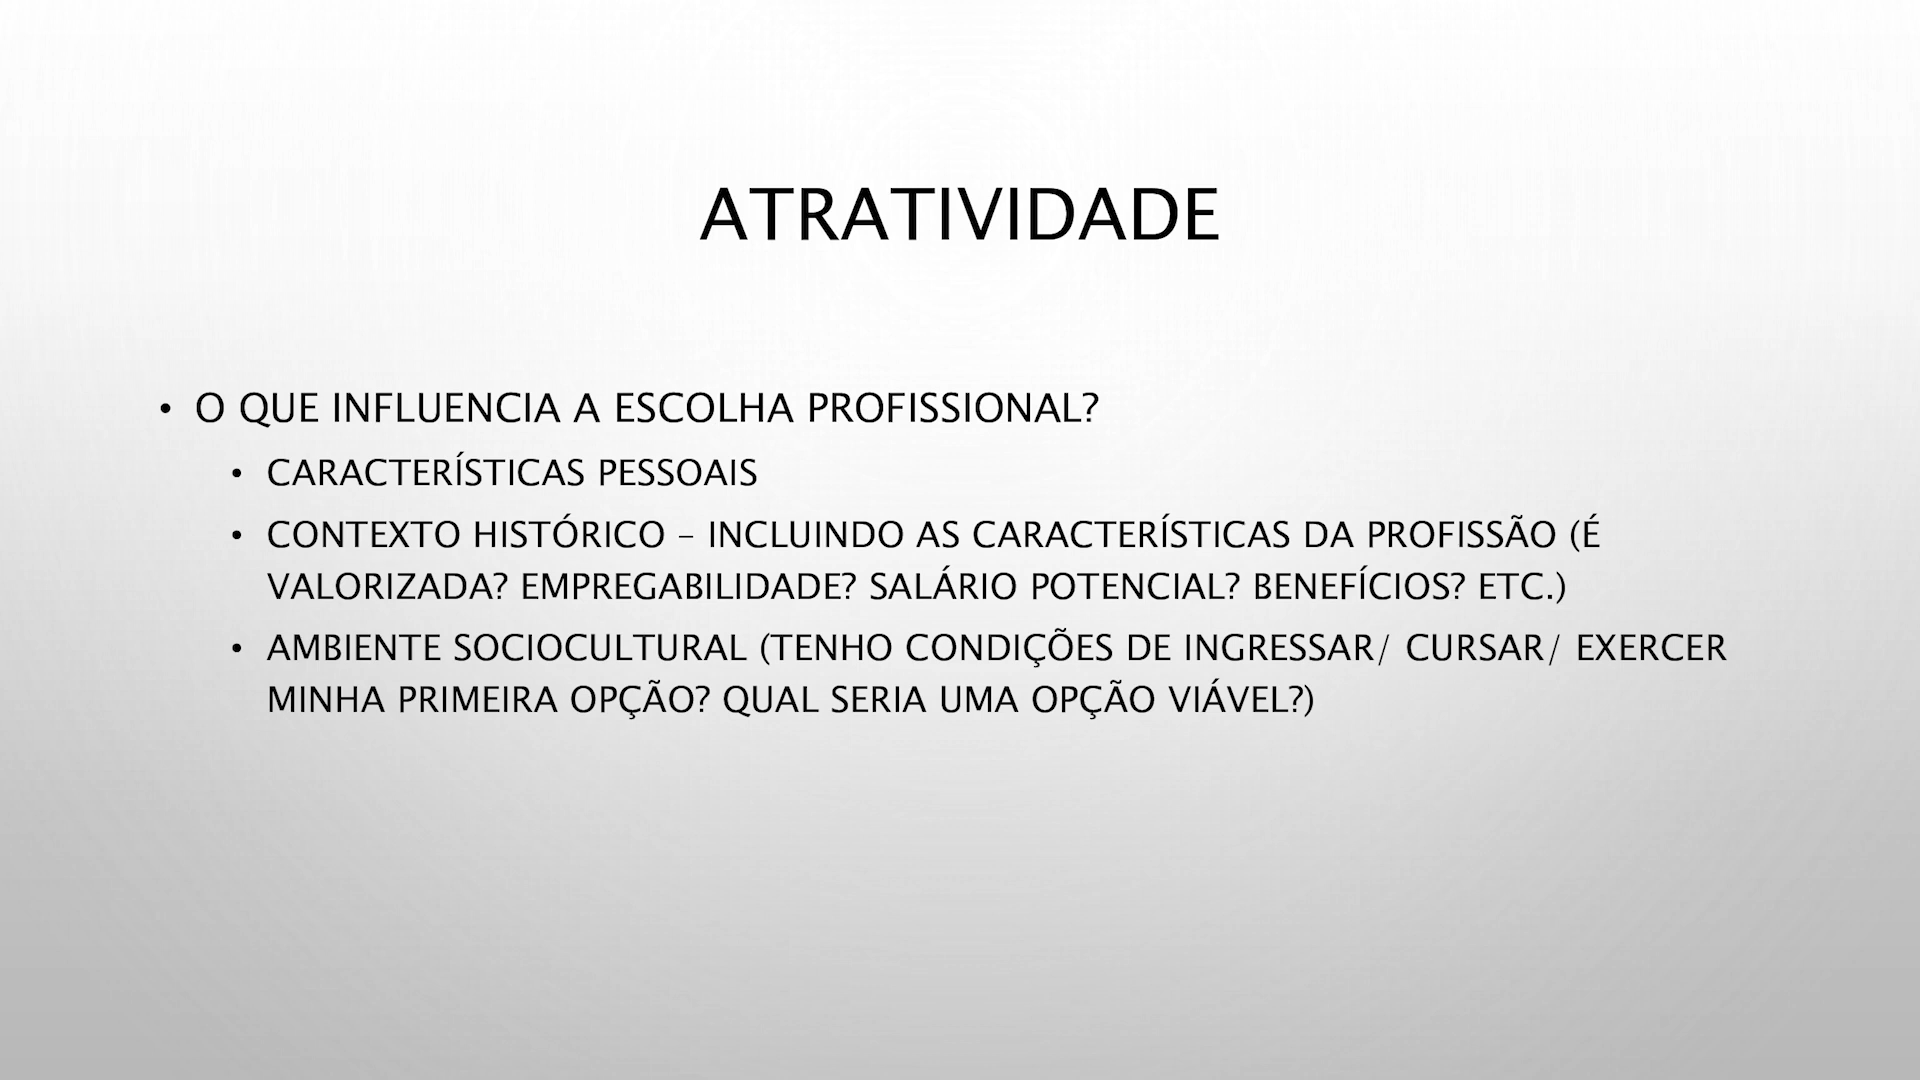 ATRATIVIDADE
• O QUE INFLUENCIA A ESCOLHA PROFISSIONAL?
• CARACTERÍSTICAS PESSOAIS
• CONTEXTO HISTÓRICO – INCLUINDO AS CARACTERÍSTICAS DA PROFISSÃO (É
VALORIZADA? EMPREGABILIDADE? SALÁRIO POTENCIAL? BENEFÍCIOS? ETC.)
• AMBIENTE SOCIOCULTURAL (TENHO CONDIÇÕES DE INGRESSAR/ CURSAR/ EXERCER
MINHA PRIMEIRA OPÇÃO? QUAL SERIA UMA OPÇÃO VIÁVEL?)